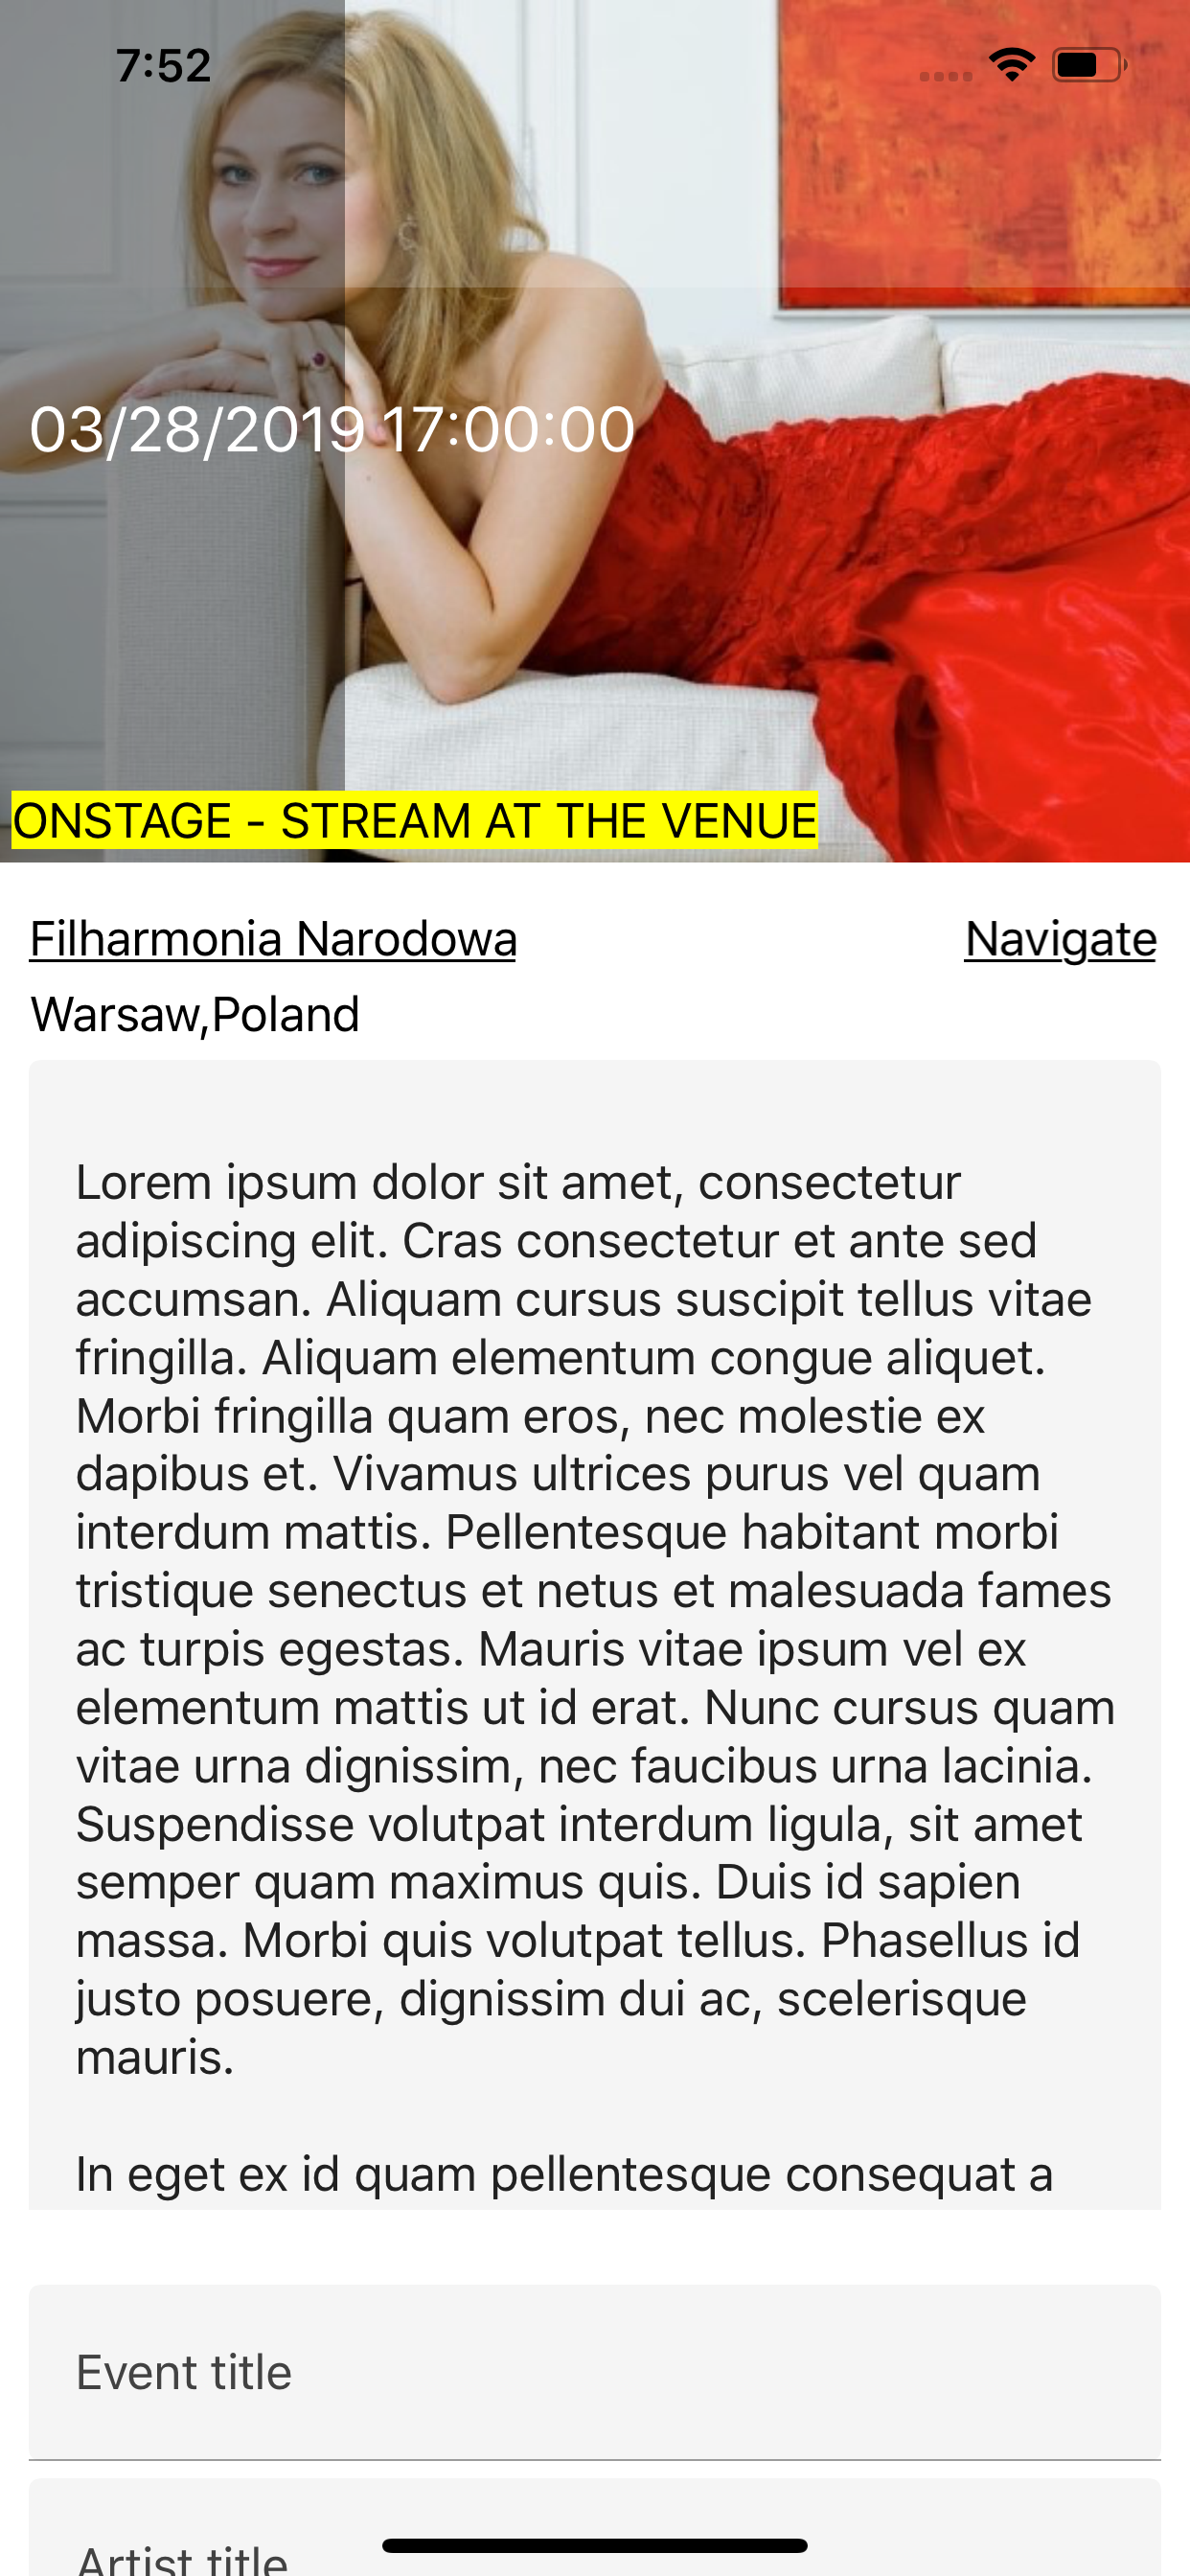 7:52
03/28/2019 17:00:00
ONSTAGE - STREAM AT THE VENUE
Filharmonia Narodowa Navigate
Warsaw,Poland
Lorem ipsum dolor sit amet, consectetur
adipiscing elit. Cras consectetur et ante sed
accumsan. Aliquam cursus suscipit tellus vitae
fringilla. Aliquam elementum congue aliquet.
Morbi fringilla quam eros, nec molestie ex
dapibus et. Vivamus ultrices purus vel quam
interdum mattis. Pellentesque habitant morbi
tristique senectus et netus et malesuada fames
ac turpis egestas. Mauris vitae ipsum vel ex
elementum mattis ut id erat. Nunc cursus quam
vitae urna dignissim, nec faucibus urna lacinia.
Suspendisse volutpat interdum ligula, sit amet
semper quam maximus quis. Duis id sapien
massa. Morbi quis volutpat tellus. Phasellus id
justo posuere, dignissim dui ac, scelerisque
mauris.
In eget ex id quam pellentesque consequat a
Event title
Artist title